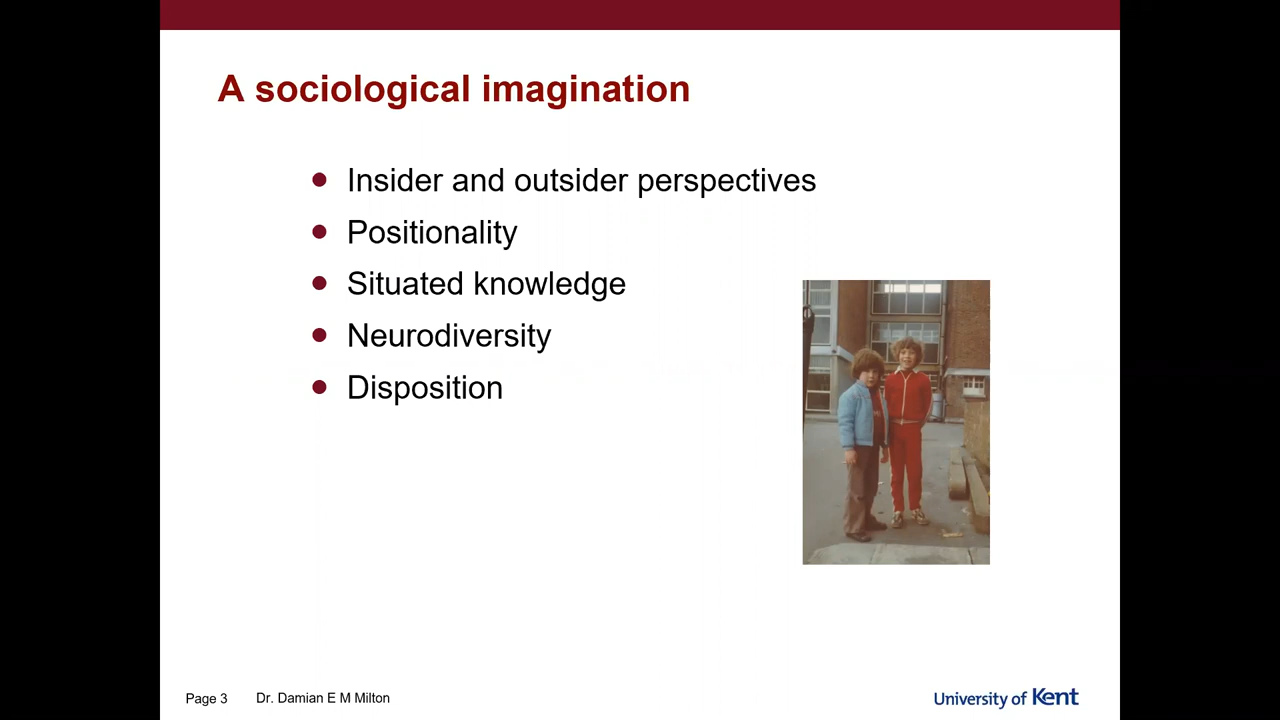 A sociological imagination
Insider and outsider perspectives
Positionality
Situated knowledge
Neurodiversity
Disposition
Page 3 Dr. Damian E M Milton
University of Kent